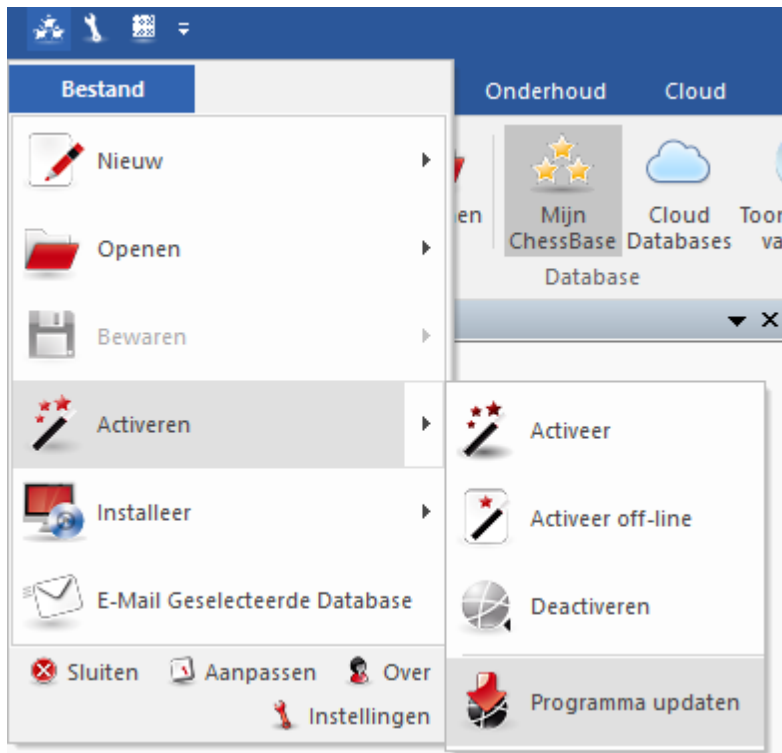 Bestand
Onderhoud
Cloud
Nieuw
Openen
Bewaren
Activeren
Installeer
E-Mail Geselecteerde Database
Sluiten
Aanpassen
Over
Instellingen
en
Mijn
ChessBase
Cloud
Databases
Database
Activeer
Activeer off-line
Deactiveren
Programma updaten